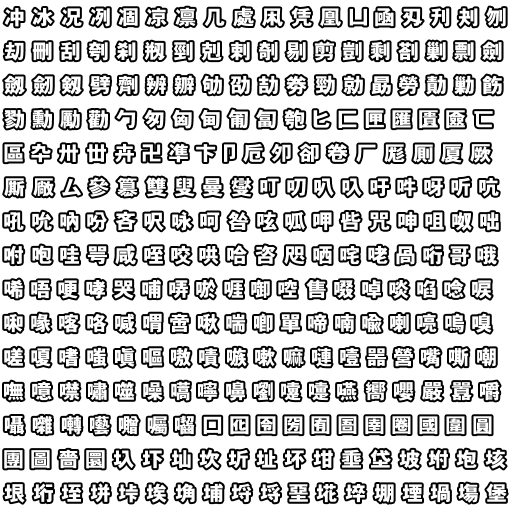 冲冰况冽凅凉凛几處凩凭凰凵凾刄刋刔刎
刧刪刮刳刹剏剄剋剌剞剔剪剴剩剳剿剽劍
劔劒剱劈劑辨辧劬劭劼劵勁勍勗勞勣勦飭
勠勳勵勸勹匆匈甸匍匐匏匕匚匣匯匱匳匸
區卆卅丗卉卍凖卞卩卮夘卻卷厂厖厠厦厥
厮厰厶參簒雙叟曼燮叮叨叭叺吁吽呀听吭
吼吮吶吩吝呎咏呵咎呟呱呷呰咒呻咀呶咄
咐咆哇咢咸咥咬哄哈咨咫哂咤咾咼哘哥哦
唏唔哽哮哭哺哢唹啀啣啌售啜啅啖啗唸唳
啝喙喀咯喊喟啻啾喘喞單啼喃喩喇喨嗚嗅
嗟嗄嗜嗤嗔嘔嗷嘖嗾嗽嘛嗹噎噐營嘴嘶嘲
嘸噫噤嘯噬噪嚆嚀嚊嚠嚔嚏嚥嚮嚶嚴囂嚼
囁囃囀囈囎囑囓囗囮囹圀囿圄圉圈國圍圓
團圖嗇圜圦圷圸坎圻址坏坩埀垈坡坿垉垓
垠垳垤垪垰埃埆埔埒埓堊埖埣堋堙堝塲堡